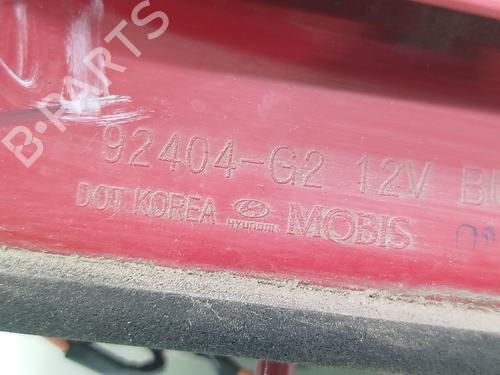 B-PARTS
92404-G2 12V
DOT KOREA HYUNDAI MOBIS